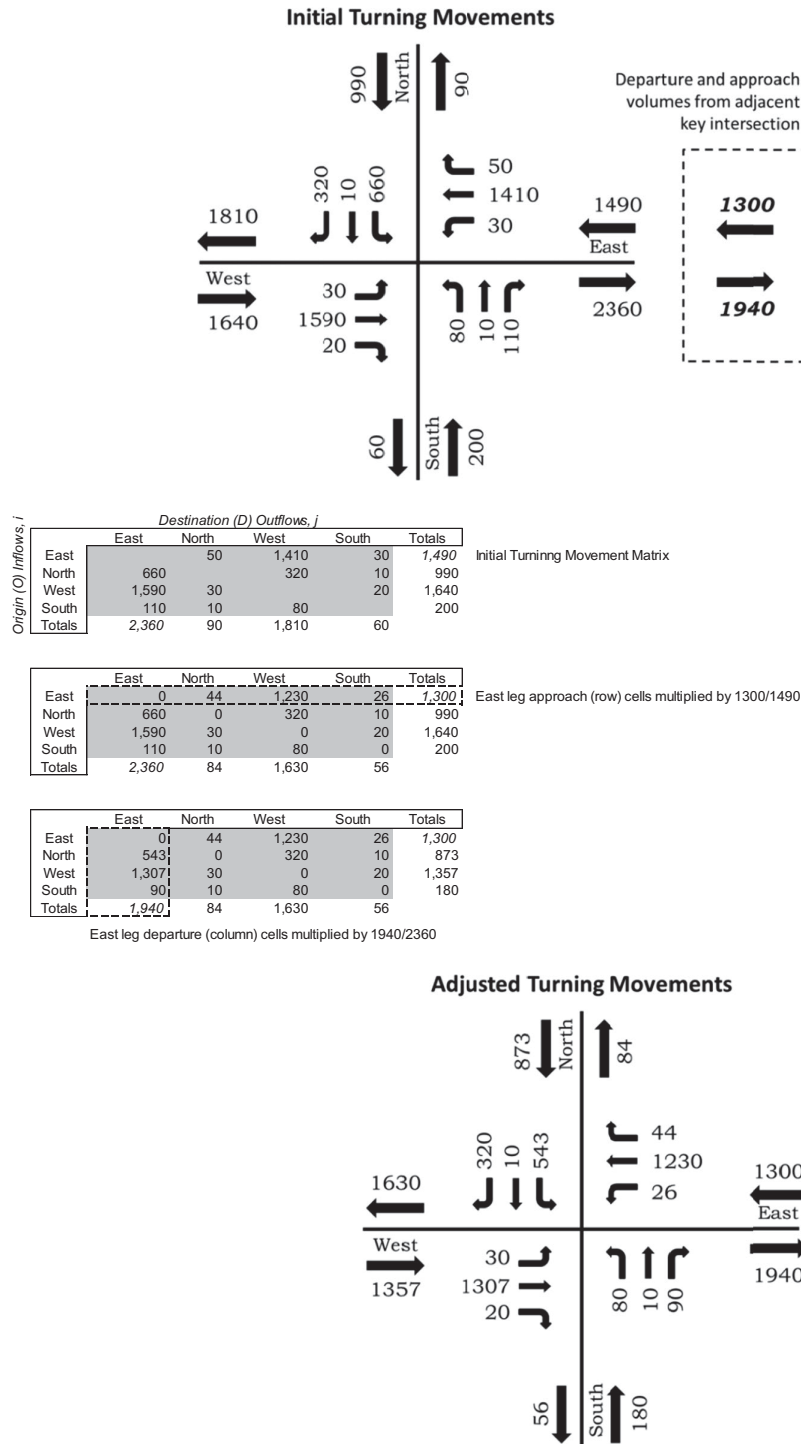 Initial Turning Movements
990
North
90
Departure and approach
volumes from adjacent
key intersection
320 10 660
50
1410
30
1810
1490
1300
West
East
1640
30
1590
20
80 10 110
2360
1940
60
South
200
Destination (D) Outflows, j
Origin (O) Inflows, i
East North West South Totals
East 50 1,410 30 1,490 Initial Turninng Movement Matrix
North 660 320 10 990
West 1,590 30 20 1,640
South 110 10 80 200
Totals 2,360 90 1,810 60
East North West South Totals
East 0 44 1,230 26 1,300 East leg approach (row) cells multiplied by 1300/1490
North 660 0 320 10 990
West 1,590 30 0 20 1,640
South 110 10 80 0 200
Totals 2,360 84 1,630 56
East North West South Totals
East 0 44 1,230 26 1,300
North 543 0 320 10 873
West 1,307 30 0 20 1,357
South 90 10 80 0 180
Totals 1,940 84 1,630 56
East leg departure (column) cells multiplied by 1940/2360
Adjusted Turning Movements
873
North
84
320 10 543
44
1230
26
1630
1300
West
East
1357
30
1307
20
80 10 90
1940
56
South
180